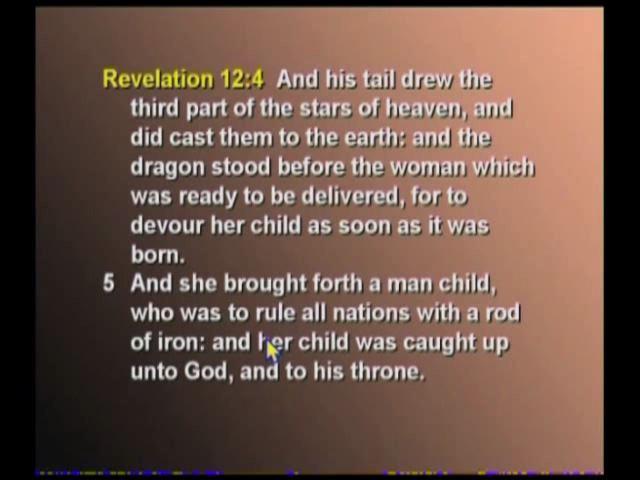 Revelation 12:4 And his tail drew the
third part of the stars of heaven, and
did cast them to the earth: and the
dragon stood before the woman which
was ready to be delivered, for to
devour her child as soon as it was
born.
5 And she brought forth a man child,
who was to rule all nations with a rod
of iron: and her child was caught up
unto God, and to his throne.